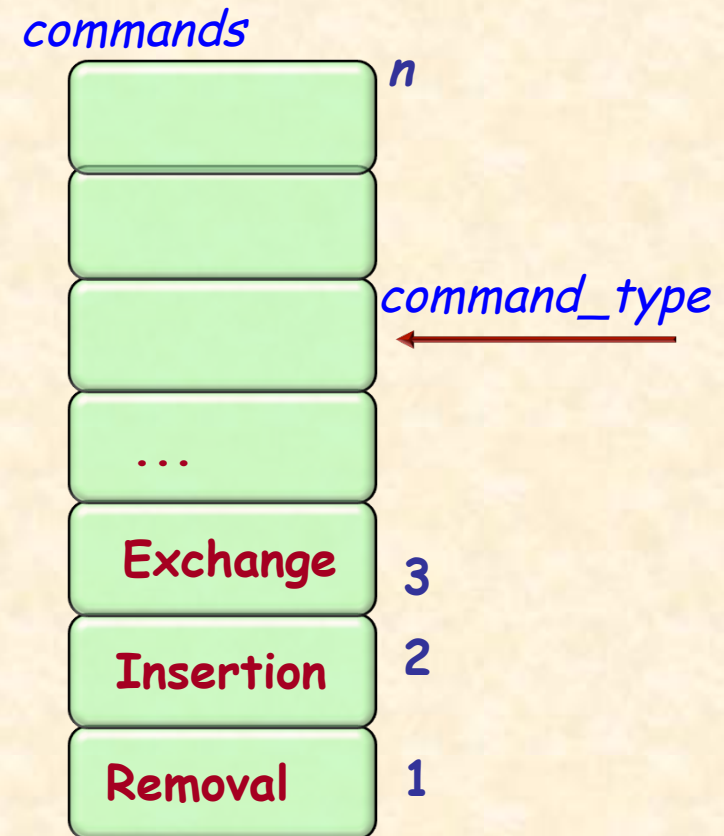 commands
n
command_type
...
Exchange
3
Insertion
2
Removal
1